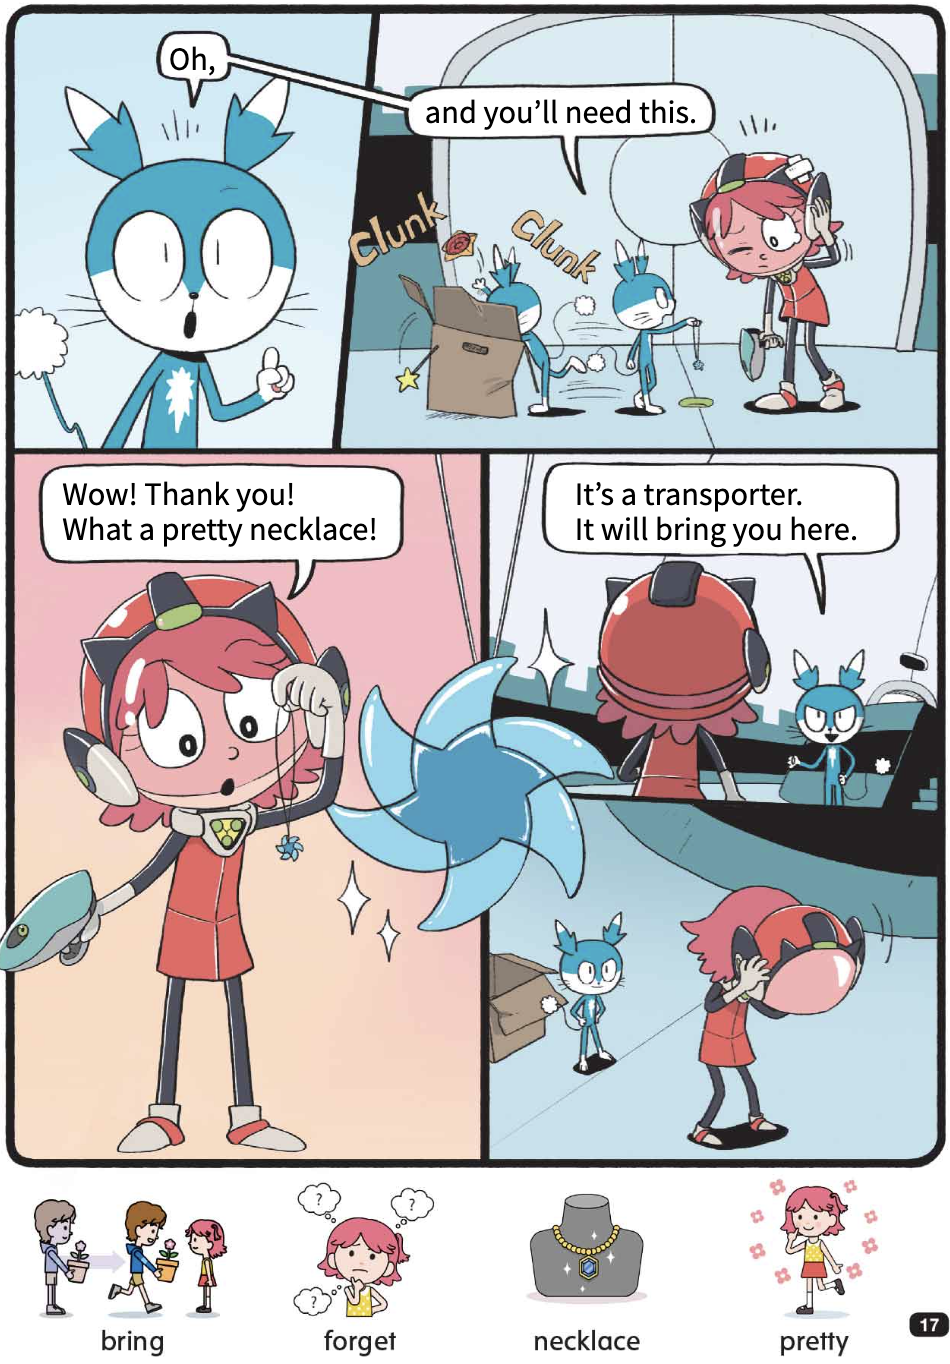 Oh,
and you'll need this.
Clunk
Clunk
Wow! Thank you!
What a pretty necklace!
It's a transporter.
It will bring you here.
?
?
?
bring
forget
necklace
pretty
17